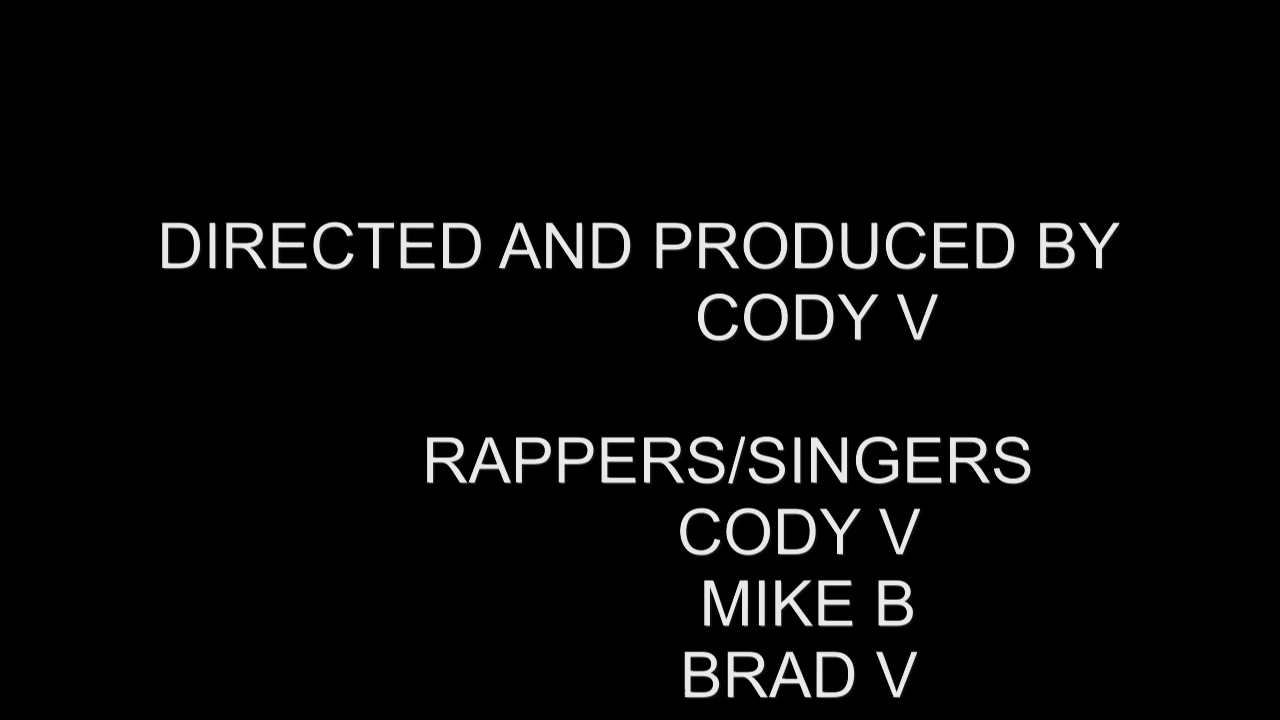 DIRECTED AND PRODUCED BY
CODY V
RAPPERS/SINGERS
CODY V
MIKE B
BRAD V